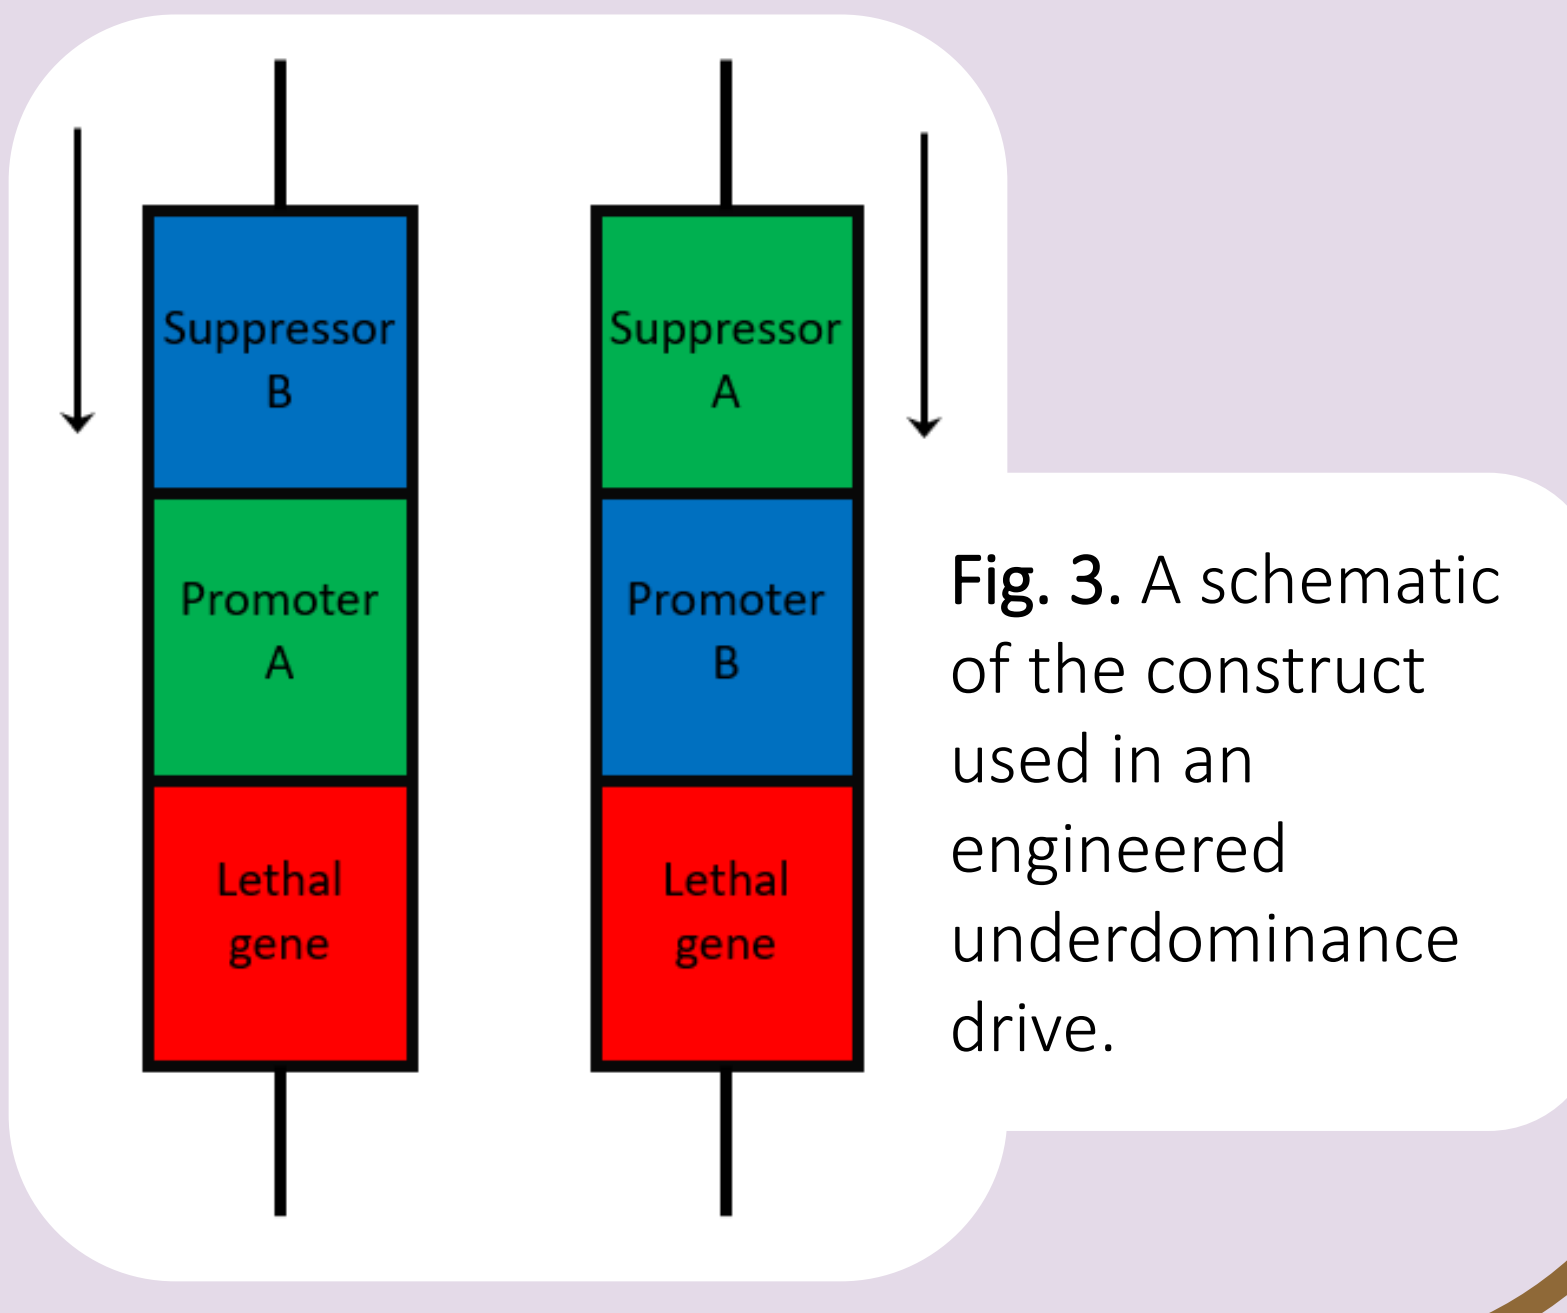 Suppressor
B
Promoter
A
Lethal
gene
Suppressor
A
Promoter
B
Lethal
gene
Fig. 3. A schematic
of the construct
used in an
engineered
underdominance
drive.